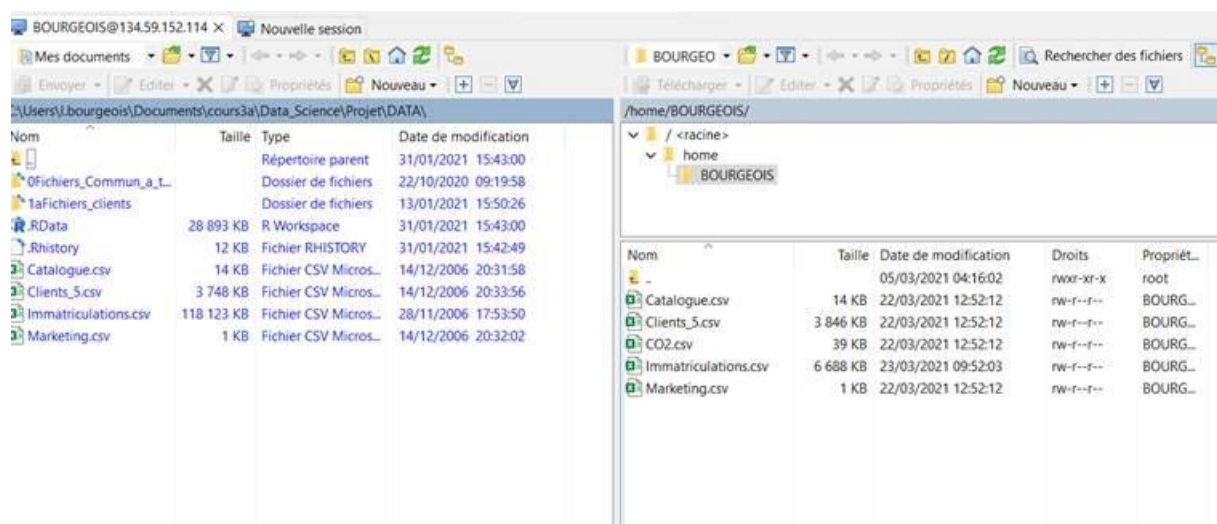 BOURGEOIS@134.59.152.114 × Nouvelle session
Mes documents
Envoyer Editer Propriétés Nouveau
:\Users\l.bourgeois\Documents\cours3a\Data_Science\Projet\DATA\
Nom Taille Type Date de modification
.. Répertoire parent 31/01/2021 15:43:00
0Fichiers_Commun_a_t... Dossier de fichiers 22/10/2020 09:19:58
1aFichiers_clients Dossier de fichiers 13/01/2021 15:50:26
.RData 28 893 KB R Workspace 31/01/2021 15:43:00
.Rhistory 12 KB Fichier RHISTORY 31/01/2021 15:42:49
Catalogue.csv 14 KB Fichier CSV Micros... 14/12/2006 20:31:58
Clients_5.csv 3 748 KB Fichier CSV Micros... 14/12/2006 20:33:56
Immatriculations.csv 118 123 KB Fichier CSV Micros... 28/11/2006 17:53:50
Marketing.csv 1 KB Fichier CSV Micros... 14/12/2006 20:32:02
BOURGEO Rechercher des fichiers
Télécharger Editer Propriétés Nouveau
/home/BOURGEOIS/
/ <racine>
home
BOURGEOIS
Nom Taille Date de modification Droits Propriét...
.. 05/03/2021 04:16:02 rwxr-xr-x root
Catalogue.csv 14 KB 22/03/2021 12:52:12 rw-r--r-- BOURG...
Clients_5.csv 3 846 KB 22/03/2021 12:52:12 rw-r--r-- BOURG...
CO2.csv 39 KB 22/03/2021 12:52:12 rw-r--r-- BOURG...
Immatriculations.csv 6 688 KB 23/03/2021 09:52:03 rw-r--r-- BOURG...
Marketing.csv 1 KB 22/03/2021 12:52:12 rw-r--r-- BOURG...